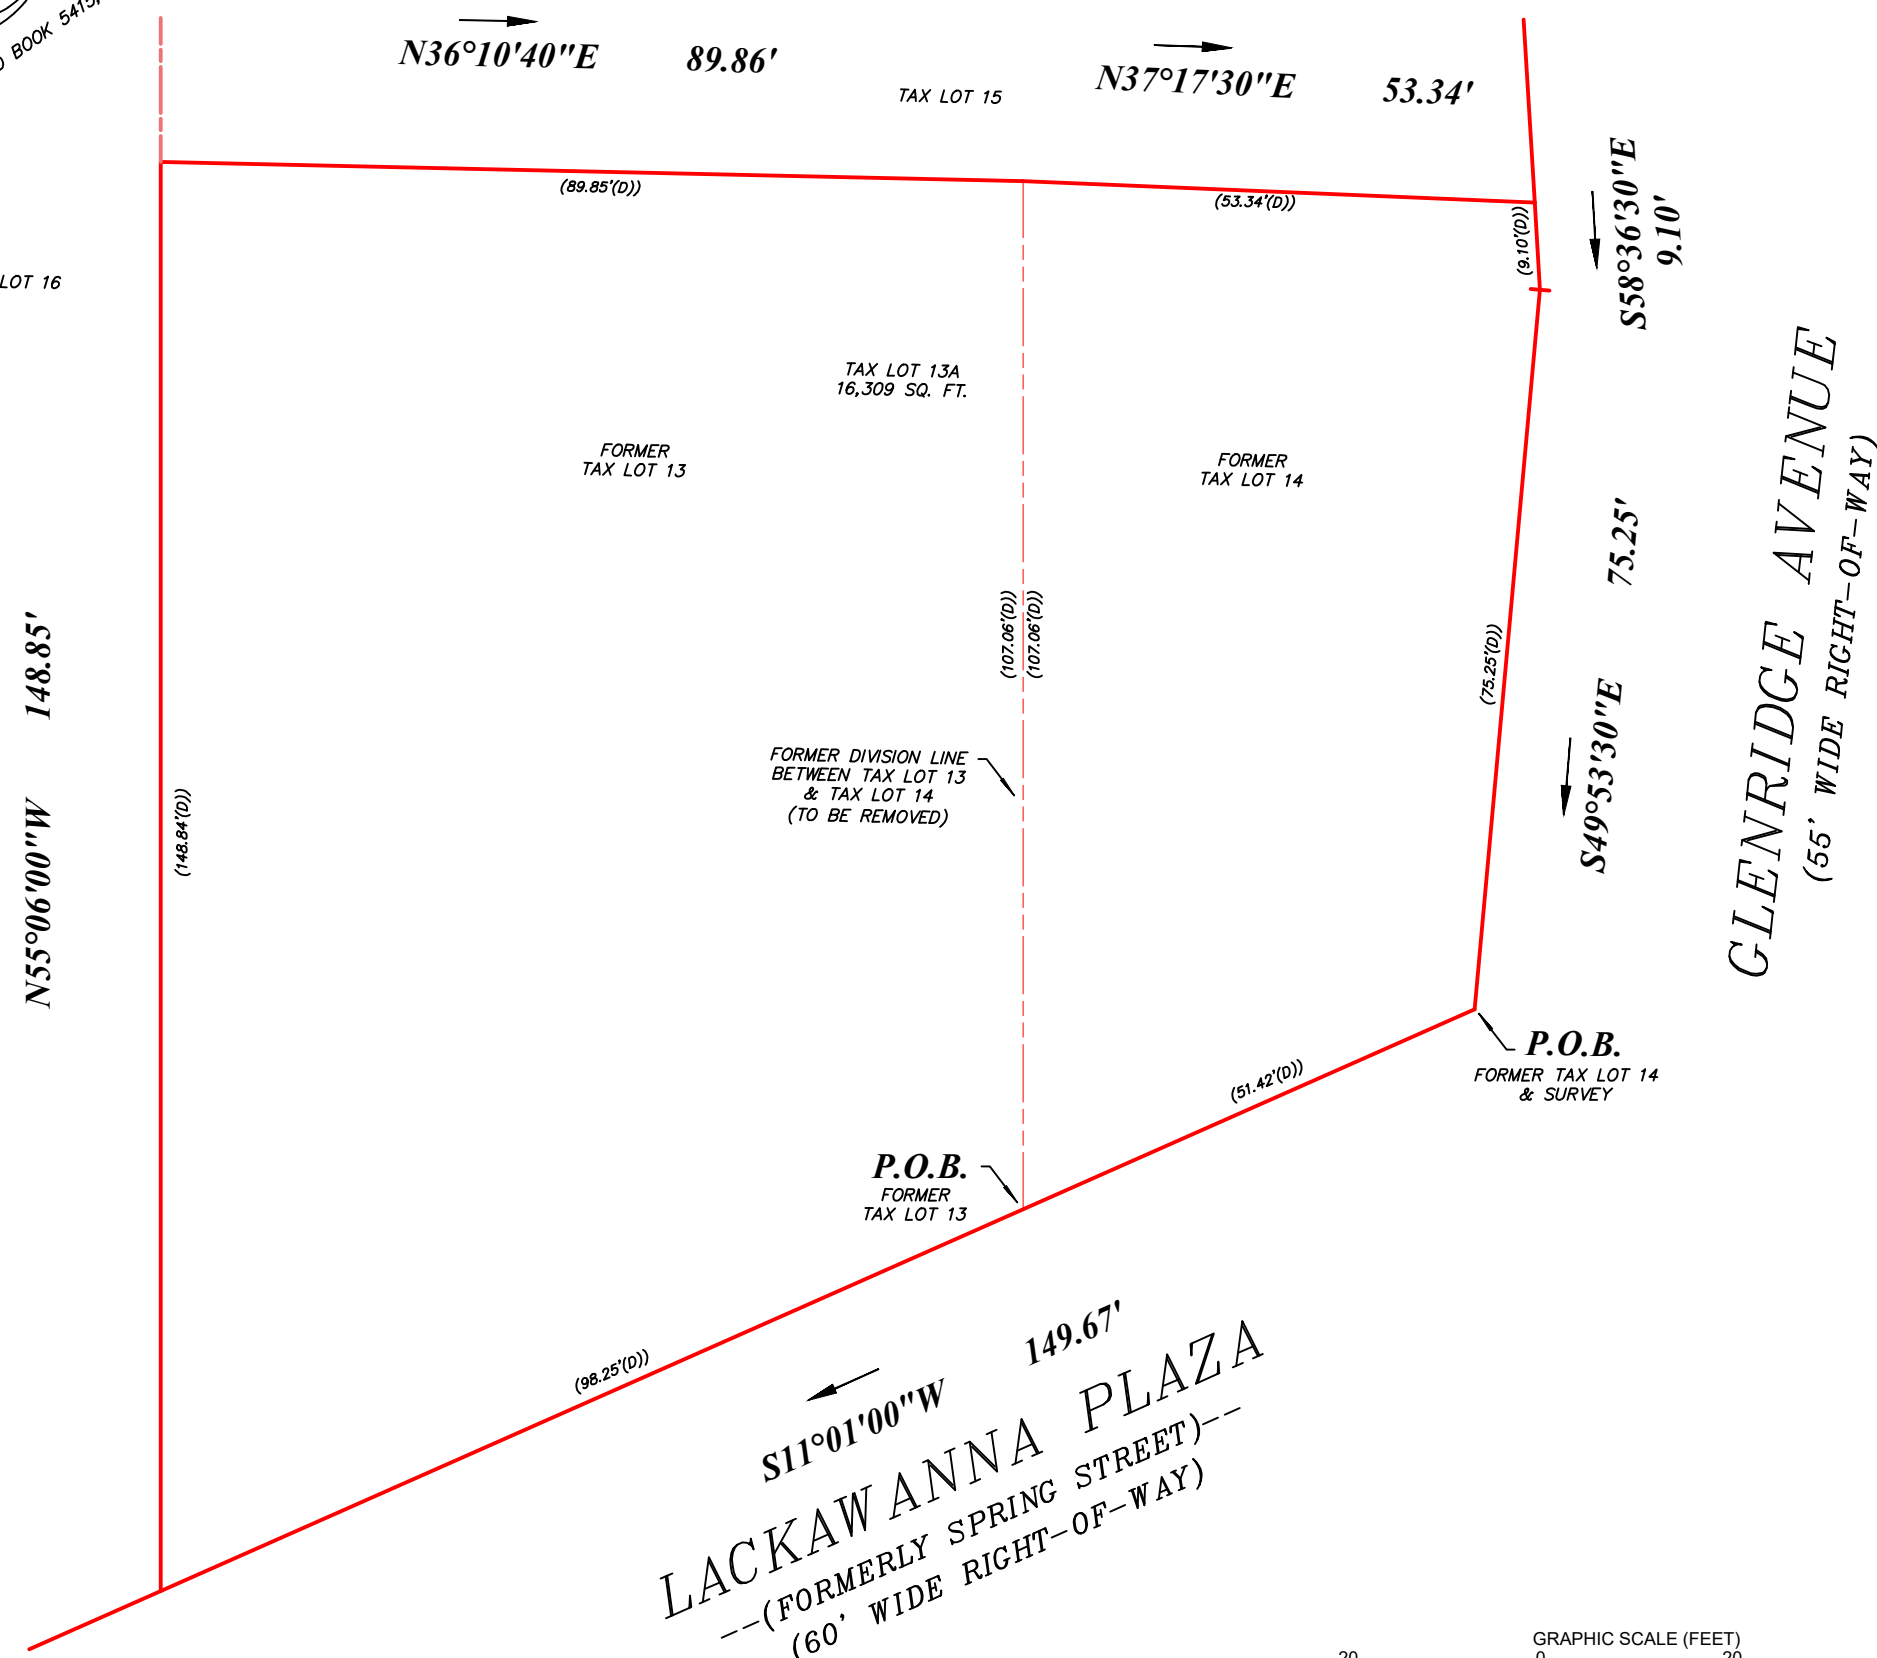 BOOK 5415,
N36°10'40"E 89.86'
N37°17'30"E 53.34'
TAX LOT 15
(89.85'(D))
(53.34'(D))
(9.10'(D))
S58°36'30"E
9.10'
LOT 16
TAX LOT 13A
16,309 SQ. FT.
FORMER
TAX LOT 13
FORMER
TAX LOT 14
GLENRIDGE AVENUE
(55' WIDE RIGHT-OF-WAY)
S49°53'30"E 75.25'
(75.25'(D))
(107.06'(D))
(107.06'(D))
N55°06'00"W 148.85'
(148.84'(D))
FORMER DIVISION LINE
BETWEEN TAX LOT 13
& TAX LOT 14
(TO BE REMOVED)
P.O.B.
FORMER TAX LOT 14
& SURVEY
(51.42'(D))
P.O.B.
FORMER
TAX LOT 13
(98.25'(D))
S11°01'00"W 149.67'
LACKAWANNA PLAZA
--(FORMERLY SPRING STREET)--
(60' WIDE RIGHT-OF-WAY)
GRAPHIC SCALE (FEET)
20 0 20